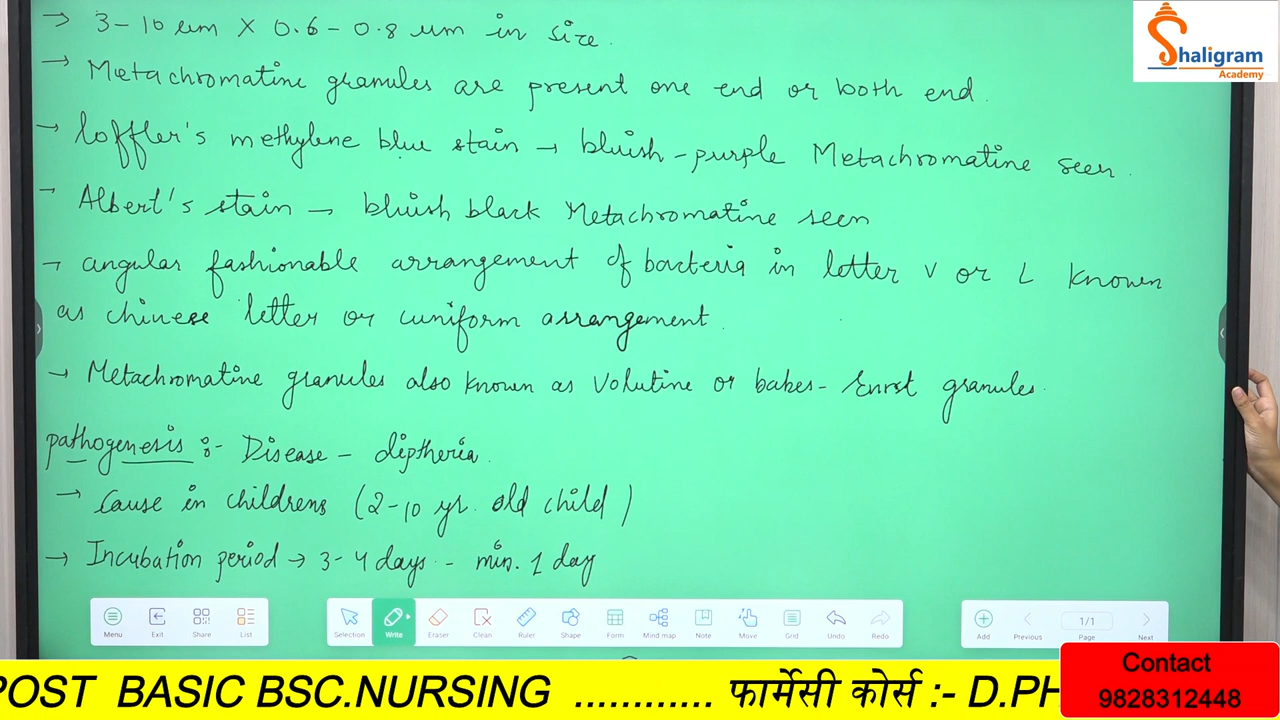 → 3-10 um X 0.6-0.8 um in size.
→ Metachromatine granules are present one end or both end.
→ loffler's methylene blue stain → bluish-purple Metachromatine seen.
→ Albert's stain → bluish black Metachromatine seen
→ angular fashionable arrangement of bacteria in letter V or L known
as chinese letter or cuniform arrangement.
→ Metachromatine granules also known as Volutine or babes-Enrst granules.
pathogenesis :- Disease - diptheria.
→ Cause in childrens (2-10 yr. old child)
→ Incubation period → 3-4 days - min. 1 day
Shaligram
Academy
Menu Exit Share List Selection Write Eraser Clean Ruler Shape Form Mind map Note Move Grid Undo Redo Add Previous 1/1 Page Next
POST BASIC BSC.NURSING ............ फार्मेसी कोर्स :- D.PH
Contact
9828312448